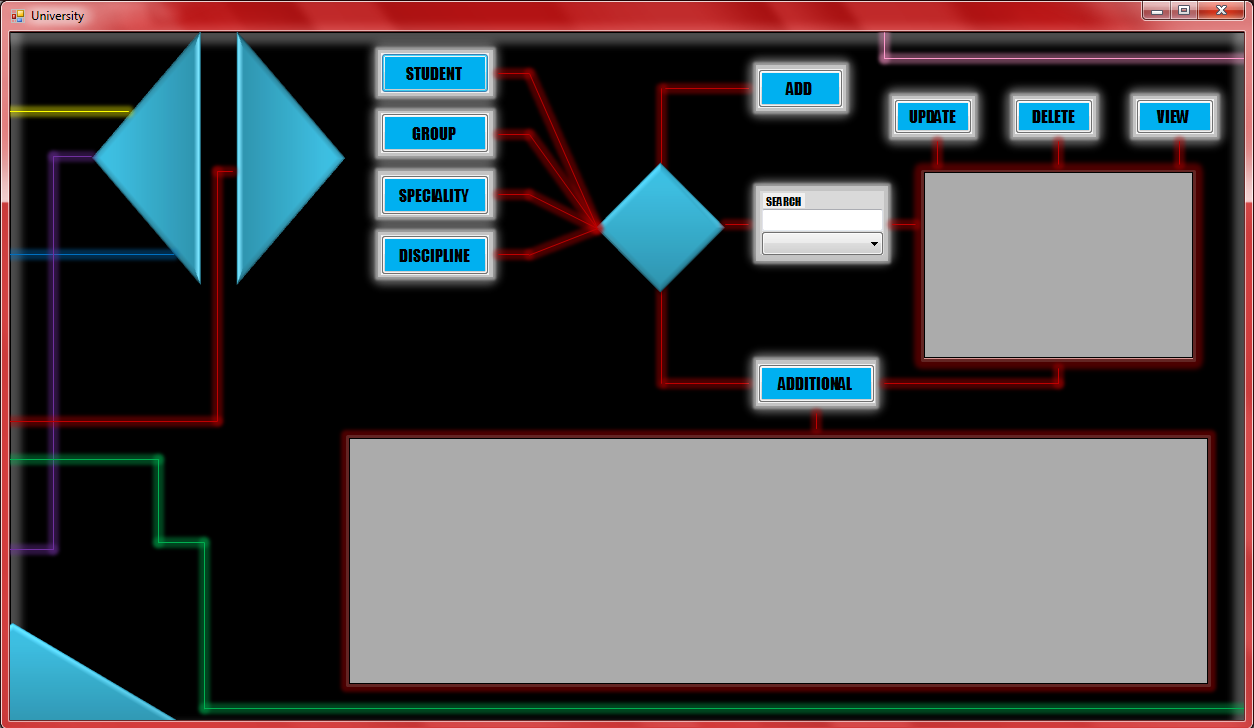 University
STUDENT
GROUP
SPECIALITY
DISCIPLINE
ADD
UPDATE
DELETE
VIEW
SEARCH
ADDITIONAL